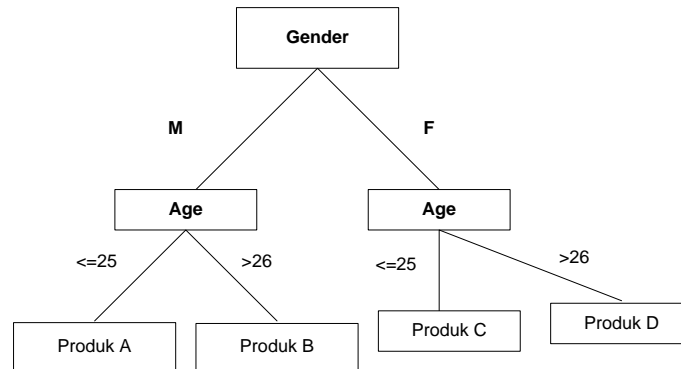 Gender
M
F
Age
Age
<=25
>26
<=25
>26
Produk A
Produk B
Produk C
Produk D